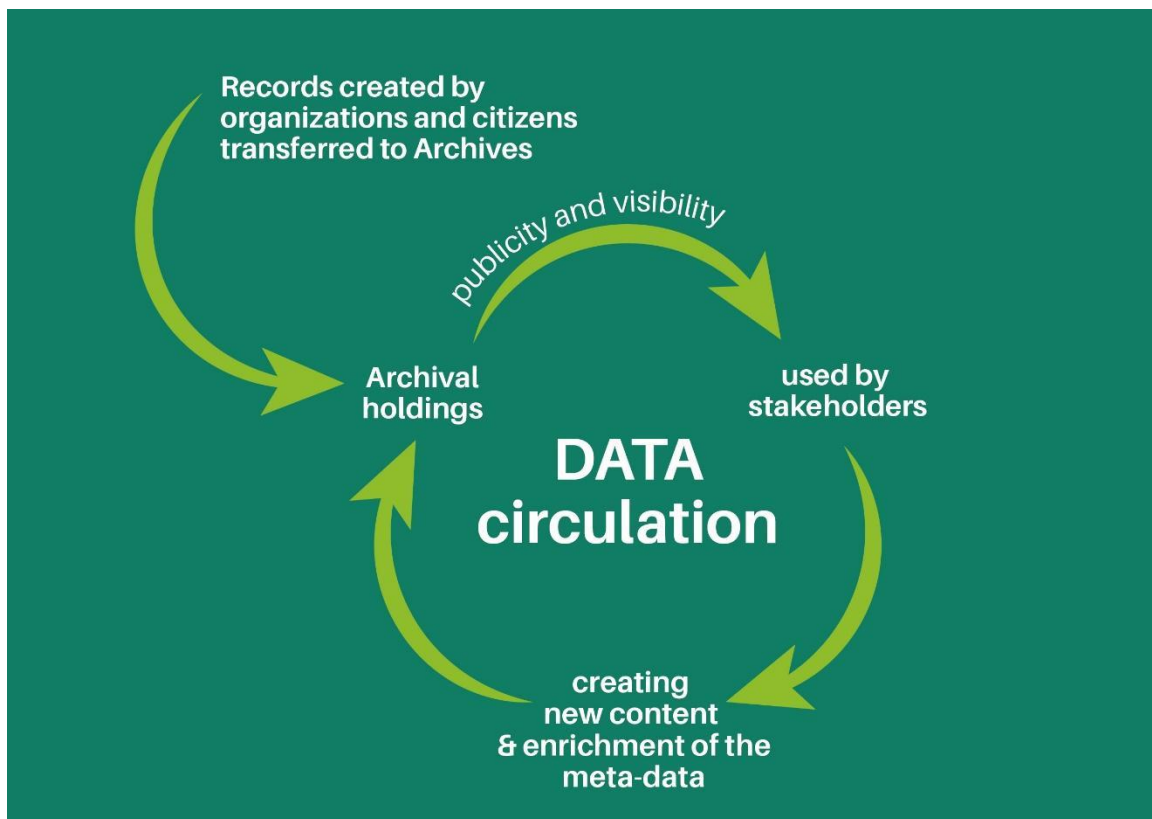 Records created by
organizations and citizens
transferred to Archives
publicity and visibility
Archival
holdings
used by
stakeholders
DATA
circulation
creating
new content
& enrichment of the
meta-data